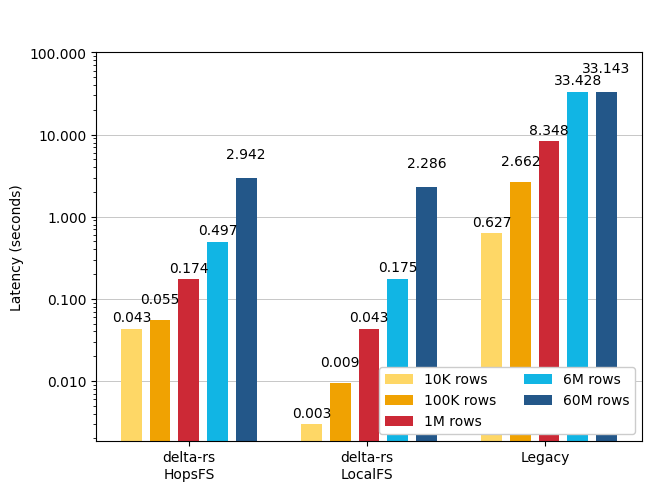 100.000
10.000
1.000
0.100
0.010
Latency (seconds)
0.043
0.055
0.174
0.497
2.942
0.003
0.009
0.043
0.175
2.286
0.627
2.662
8.348
33.428
33.143
10K rows
100K rows
1M rows
6M rows
60M rows
delta-rs
HopsFS
delta-rs
LocalFS
Legacy